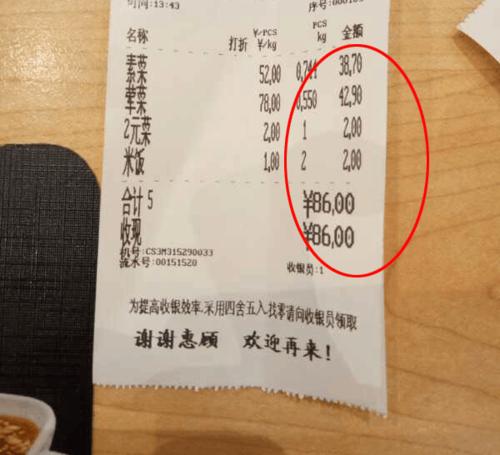 时间:13:43 序号:000103
¥/PCS PCS
名称 打折 ¥/kg kg 金额
素菜 52,00 0,744 38,70
荤菜 78,00 0,550 42,90
2元菜 2,00 1 2,00
米饭 1,00 2 2,00
合计 5 ¥86,00
收现 ¥86,00
机号:CS3M315290033
流水号:00151520 收银员:1
为提高收银效率,采用四舍五入,找零请向收银员领取
谢谢惠顾 欢迎再来!